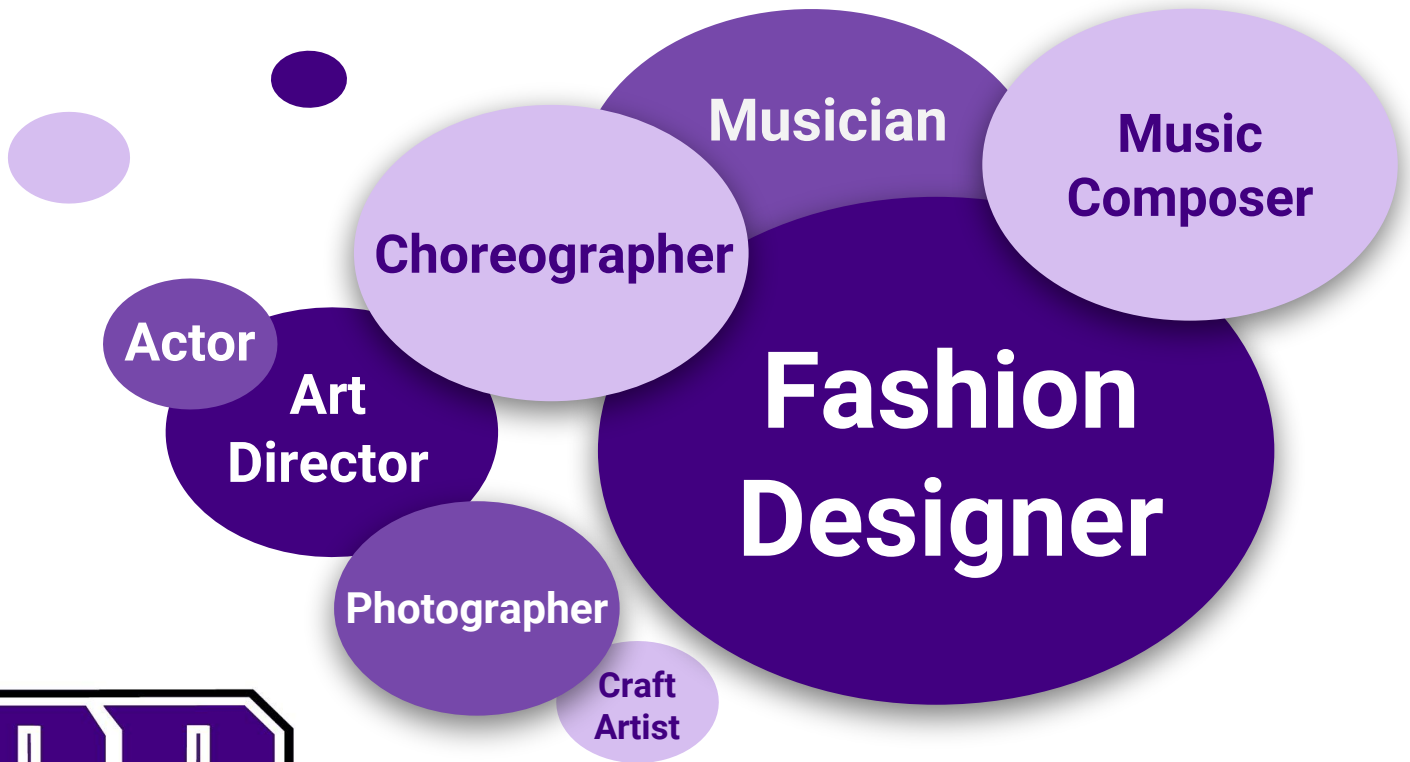 Musician
Music
Composer
Choreographer
Actor
Art
Director
Fashion
Designer
Photographer
Craft
Artist